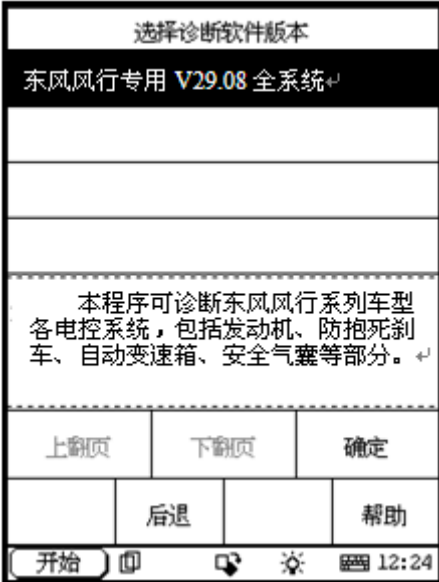 选择诊断软件版本
东风风行专用 V29.08 全系统↵
本程序可诊断东风风行系列车型
各电控系统，包括发动机、防抱死刹
车、自动变速箱、安全气囊等部分。↵
上翻页 下翻页 确定
后退 帮助
开始 12:24